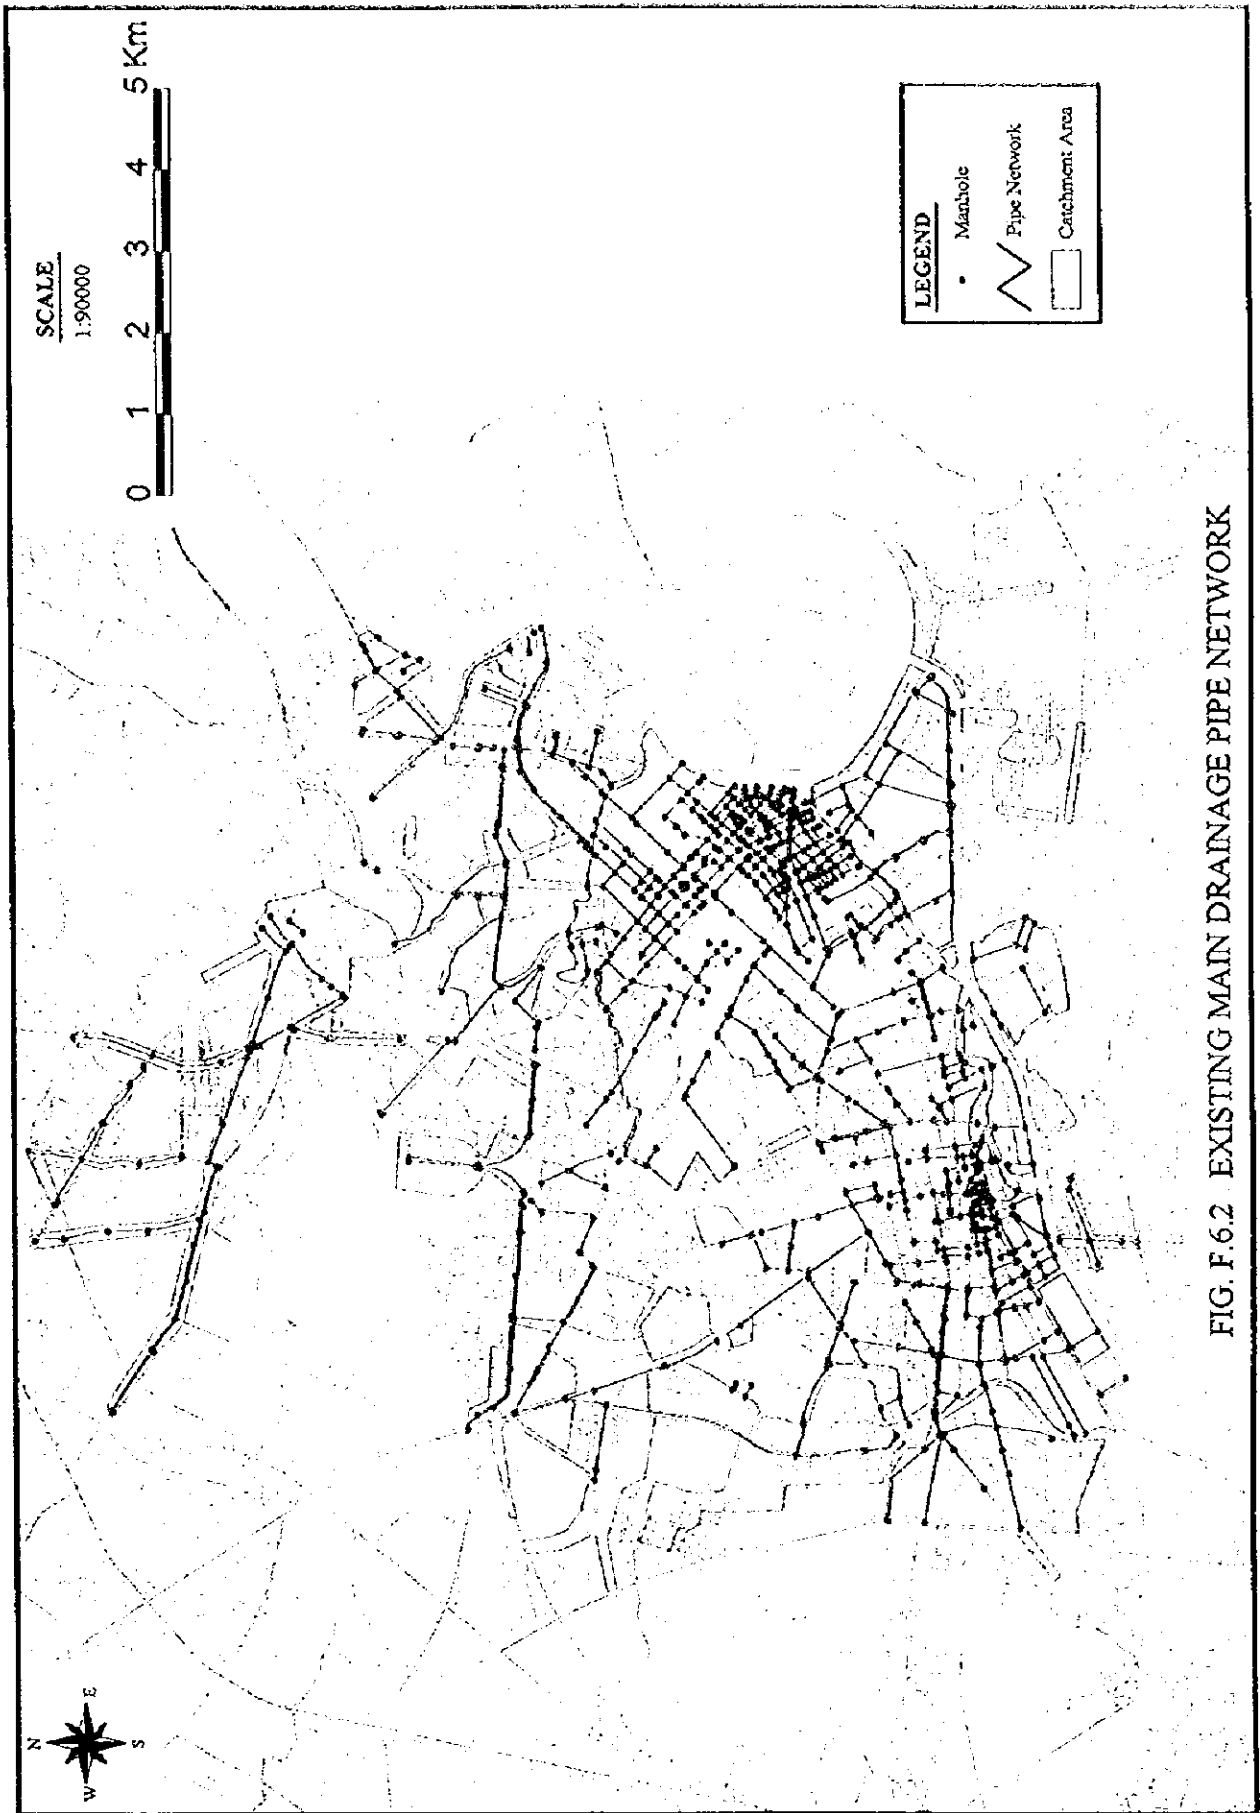 N
W E
S
SCALE
1:90000
0 1 2 3 4 5 Km
LEGEND
Manhole
Pipe Network
Catchment Area
FIG. F.6.2 EXISTING MAIN DRAINAGE PIPE NETWORK